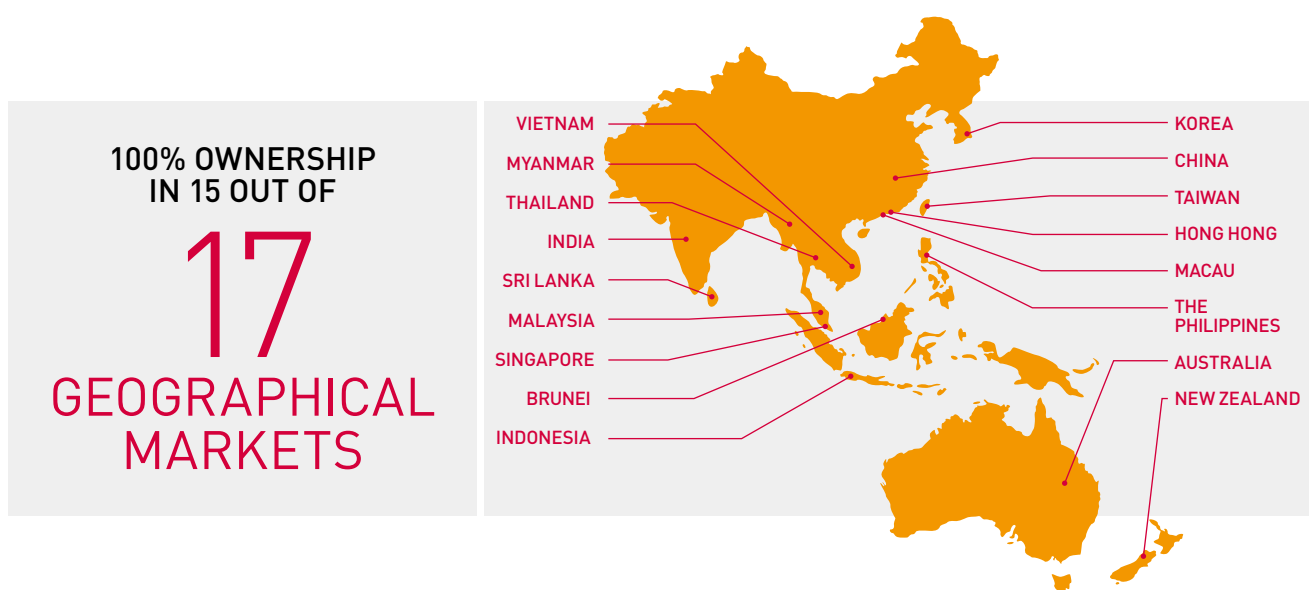 100% OWNERSHIP
IN 15 OUT OF
17
GEOGRAPHICAL
MARKETS
VIETNAM
MYANMAR
THAILAND
INDIA
SRI LANKA
MALAYSIA
SINGAPORE
BRUNEI
INDONESIA
KOREA
CHINA
TAIWAN
HONG HONG
MACAU
THE
PHILIPPINES
AUSTRALIA
NEW ZEALAND